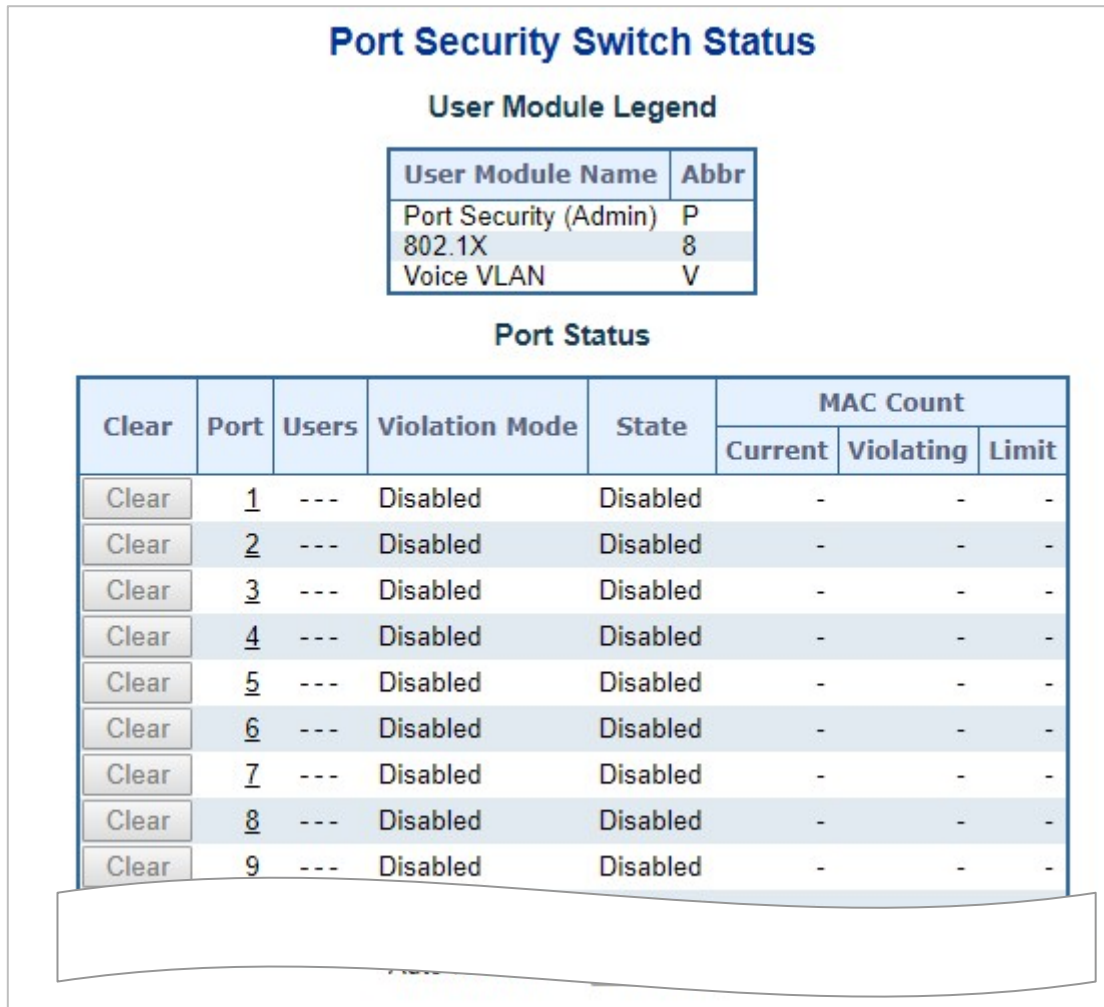 Port Security Switch Status
User Module Legend
User Module Name Abbr
Port Security (Admin) P
802.1X 8
Voice VLAN V
Port Status
Clear Port Users Violation Mode State MAC Count
Current Violating Limit
Clear 1 --- Disabled Disabled - - -
Clear 2 --- Disabled Disabled - - -
Clear 3 --- Disabled Disabled - - -
Clear 4 --- Disabled Disabled - - -
Clear 5 --- Disabled Disabled - - -
Clear 6 --- Disabled Disabled - - -
Clear 7 --- Disabled Disabled - - -
Clear 8 --- Disabled Disabled - - -
Clear 9 --- Disabled Disabled - - -